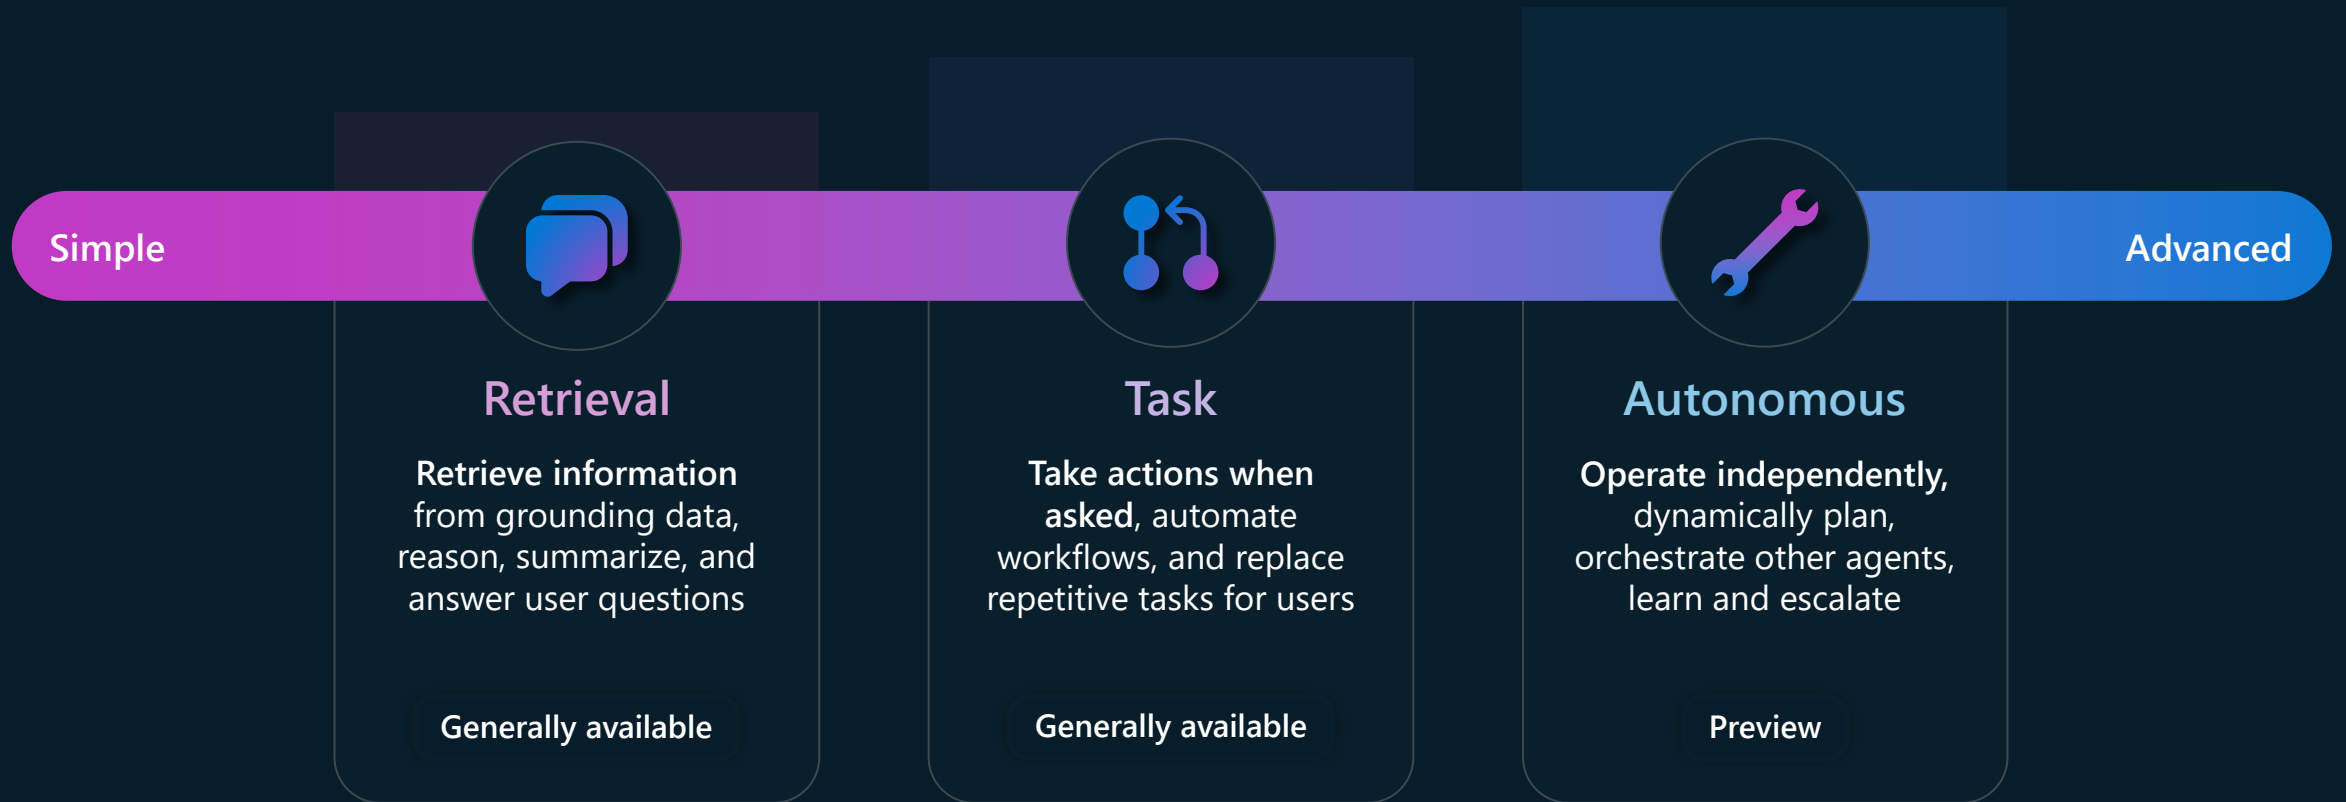 Simple
Advanced
Retrieval
Retrieve information
from grounding data,
reason, summarize, and
answer user questions
Generally available
Task
Take actions when
asked, automate
workflows, and replace
repetitive tasks for users
Generally available
Autonomous
Operate independently,
dynamically plan,
orchestrate other agents,
learn and escalate
Preview